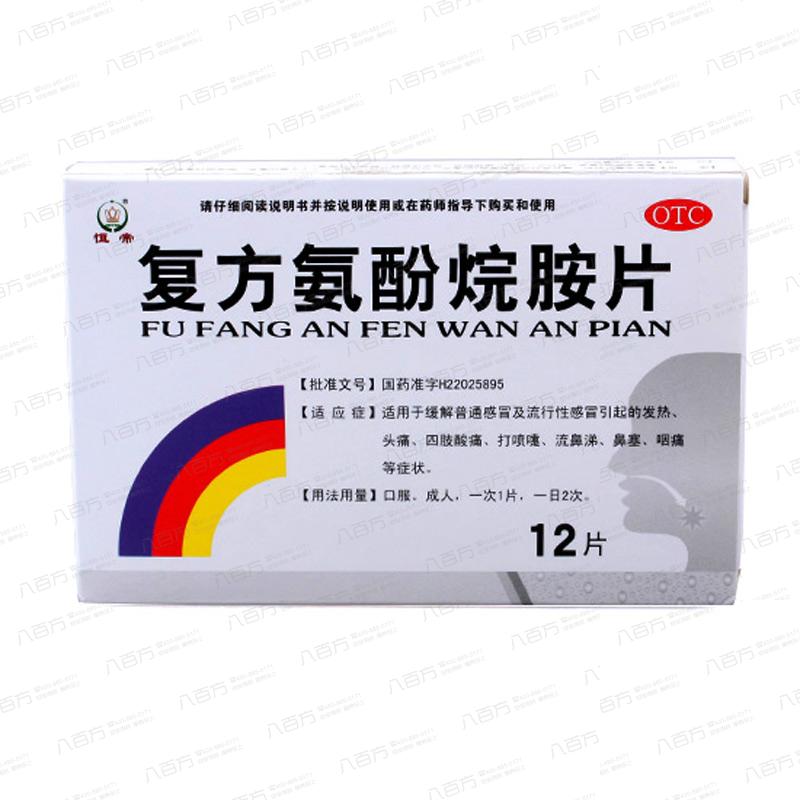 请仔细阅读说明书并按说明使用或在药师指导下购买和使用
OTC
恒帝
复方氨酚烷胺片
FU FANG AN FEN WAN AN PIAN
【批准文号】国药准字H22025895
【适应症】适用于缓解普通感冒及流行性感冒引起的发热、
头痛、四肢酸痛、打喷嚏、流鼻涕、鼻塞、咽痛
等症状。
【用法用量】口服。成人，一次1片，一日2次。
12片
八百方